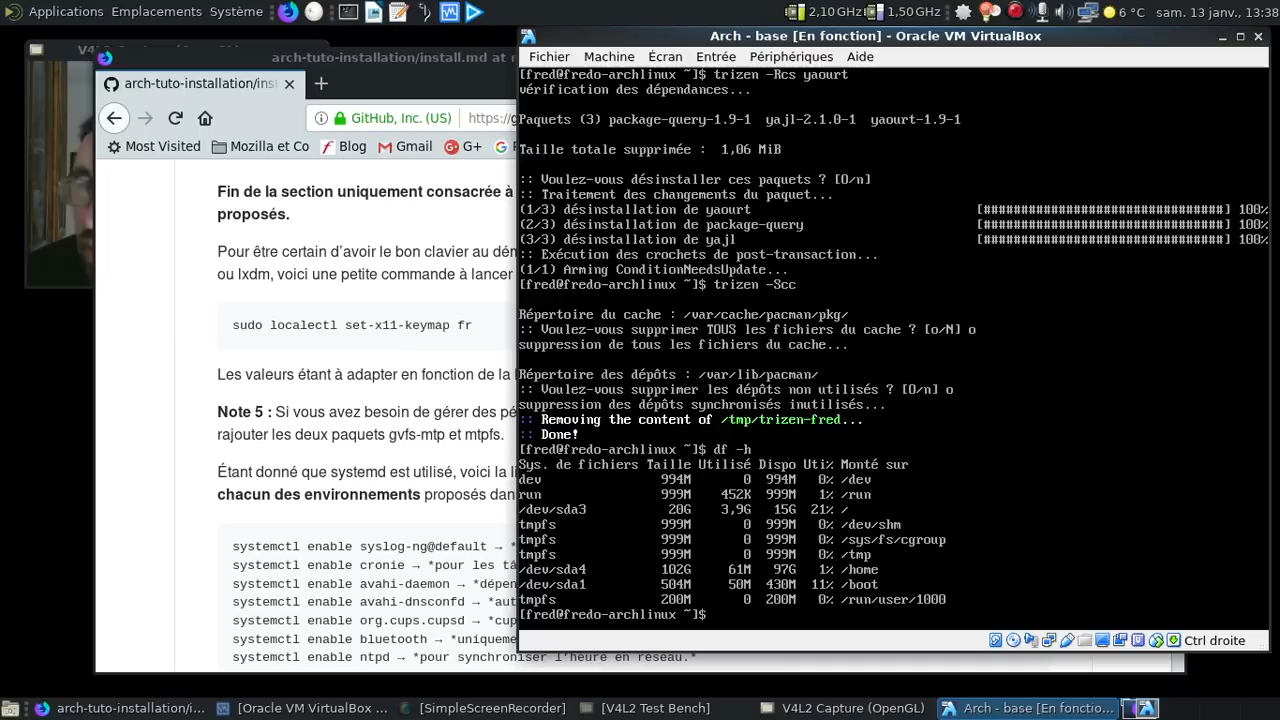 Applications Emplacements Système 2,10 GHz 1,50 GHz 6 °C sam. 13 janv., 13:38
Arch - base [En fonction] - Oracle VM VirtualBox
arch-tuto-installation/install.md at
Fichier Machine Écran Entrée Périphériques Aide
arch-tuto-installation/inst
GitHub, Inc. (US) https://g
Most Visited Mozilla et Co Blog Gmail G+
Fin de la section uniquement consacrée à
proposés.
Pour être certain d'avoir le bon clavier au dém
ou lxdm, voici une petite commande à lancer
sudo localectl set-x11-keymap fr
Les valeurs étant à adapter en fonction de la l
Note 5 : Si vous avez besoin de gérer des pé
rajouter les deux paquets gvfs-mtp et mtpfs.
Étant donné que systemd est utilisé, voici la li
chacun des environnements proposés dan
systemctl enable syslog-ng@default → *
systemctl enable cronie → *pour les tâ
systemctl enable avahi-daemon → *dépen
systemctl enable avahi-dnsconfd → *aut
systemctl enable org.cups.cupsd → *cup
systemctl enable bluetooth → *uniqueme
systemctl enable ntpd → *pour synchroniser l'heure en réseau.*
[fred@fredo-archlinux ~]$ trizen -Rcs yaourt
vérification des dépendances...
Paquets (3) package-query-1.9-1 yajl-2.1.0-1 yaourt-1.9-1
Taille totale supprimée : 1,06 MiB
:: Voulez-vous désinstaller ces paquets ? [O/n]
:: Traitement des changements du paquet...
(1/3) désinstallation de yaourt [################################] 100%
(2/3) désinstallation de package-query [################################] 100%
(3/3) désinstallation de yajl [################################] 100%
:: Exécution des crochets de post-transaction...
(1/1) Arming ConditionNeedsUpdate...
[fred@fredo-archlinux ~]$ trizen -Scc
Répertoire du cache : /var/cache/pacman/pkg/
:: Voulez-vous supprimer TOUS les fichiers du cache ? [o/N] o
suppression de tous les fichiers du cache...
Répertoire des dépôts : /var/lib/pacman/
:: Voulez-vous supprimer les dépôts non utilisés ? [O/n] o
suppression des dépôts synchronisés inutilisés...
:: Removing the content of /tmp/trizen-fred...
:: Done!
[fred@fredo-archlinux ~]$ df -h
Sys. de fichiers Taille Utilisé Dispo Uti% Monté sur
dev 994M 0 994M 0% /dev
run 999M 452K 999M 1% /run
/dev/sda3 20G 3,9G 15G 21% /
tmpfs 999M 0 999M 0% /dev/shm
tmpfs 999M 0 999M 0% /sys/fs/cgroup
tmpfs 999M 0 999M 0% /tmp
/dev/sda4 102G 61M 97G 1% /home
/dev/sda1 504M 50M 430M 11% /boot
tmpfs 200M 0 200M 0% /run/user/1000
[fred@fredo-archlinux ~]$
Ctrl droite
arch-tuto-installation/i... [Oracle VM VirtualBox ... [SimpleScreenRecorder] [V4L2 Test Bench] V4L2 Capture (OpenGL) Arch - base [En fonctio...